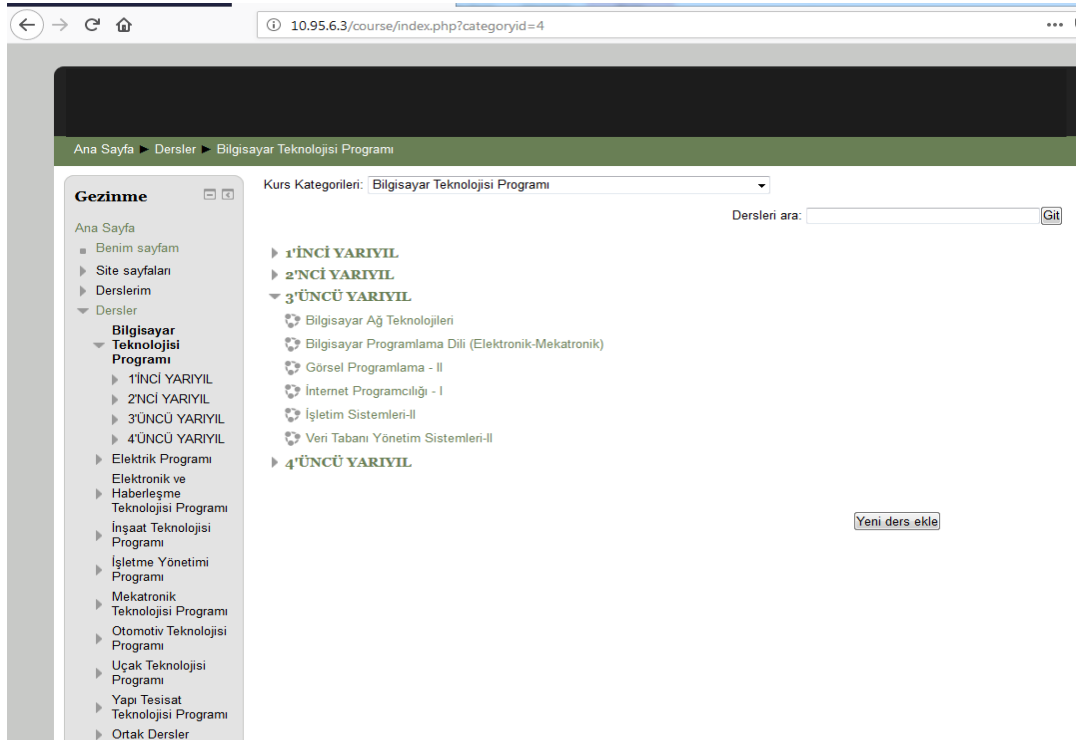 10.95.6.3/course/index.php?categoryid=4
Ana Sayfa ► Dersler ► Bilgisayar Teknolojisi Programı
Gezinme
Ana Sayfa
Benim sayfam
Site sayfaları
Derslerim
Dersler
Bilgisayar
Teknolojisi
Programı
1'İNCİ YARIYIL
2'NCİ YARIYIL
3'ÜNCÜ YARIYIL
4'ÜNCÜ YARIYIL
Elektrik Programı
Elektronik ve
Haberleşme
Teknolojisi Programı
İnşaat Teknolojisi
Programı
İşletme Yönetimi
Programı
Mekatronik
Teknolojisi Programı
Otomotiv Teknolojisi
Programı
Uçak Teknolojisi
Programı
Yapı Tesisat
Teknolojisi Programı
Ortak Dersler
Kurs Kategorileri: Bilgisayar Teknolojisi Programı
Dersleri ara: Git
1'İNCİ YARIYIL
2'NCİ YARIYIL
3'ÜNCÜ YARIYIL
Bilgisayar Ağ Teknolojileri
Bilgisayar Programlama Dili (Elektronik-Mekatronik)
Görsel Programlama - II
İnternet Programcılığı - I
İşletim Sistemleri-II
Veri Tabanı Yönetim Sistemleri-II
4'ÜNCÜ YARIYIL
Yeni ders ekle